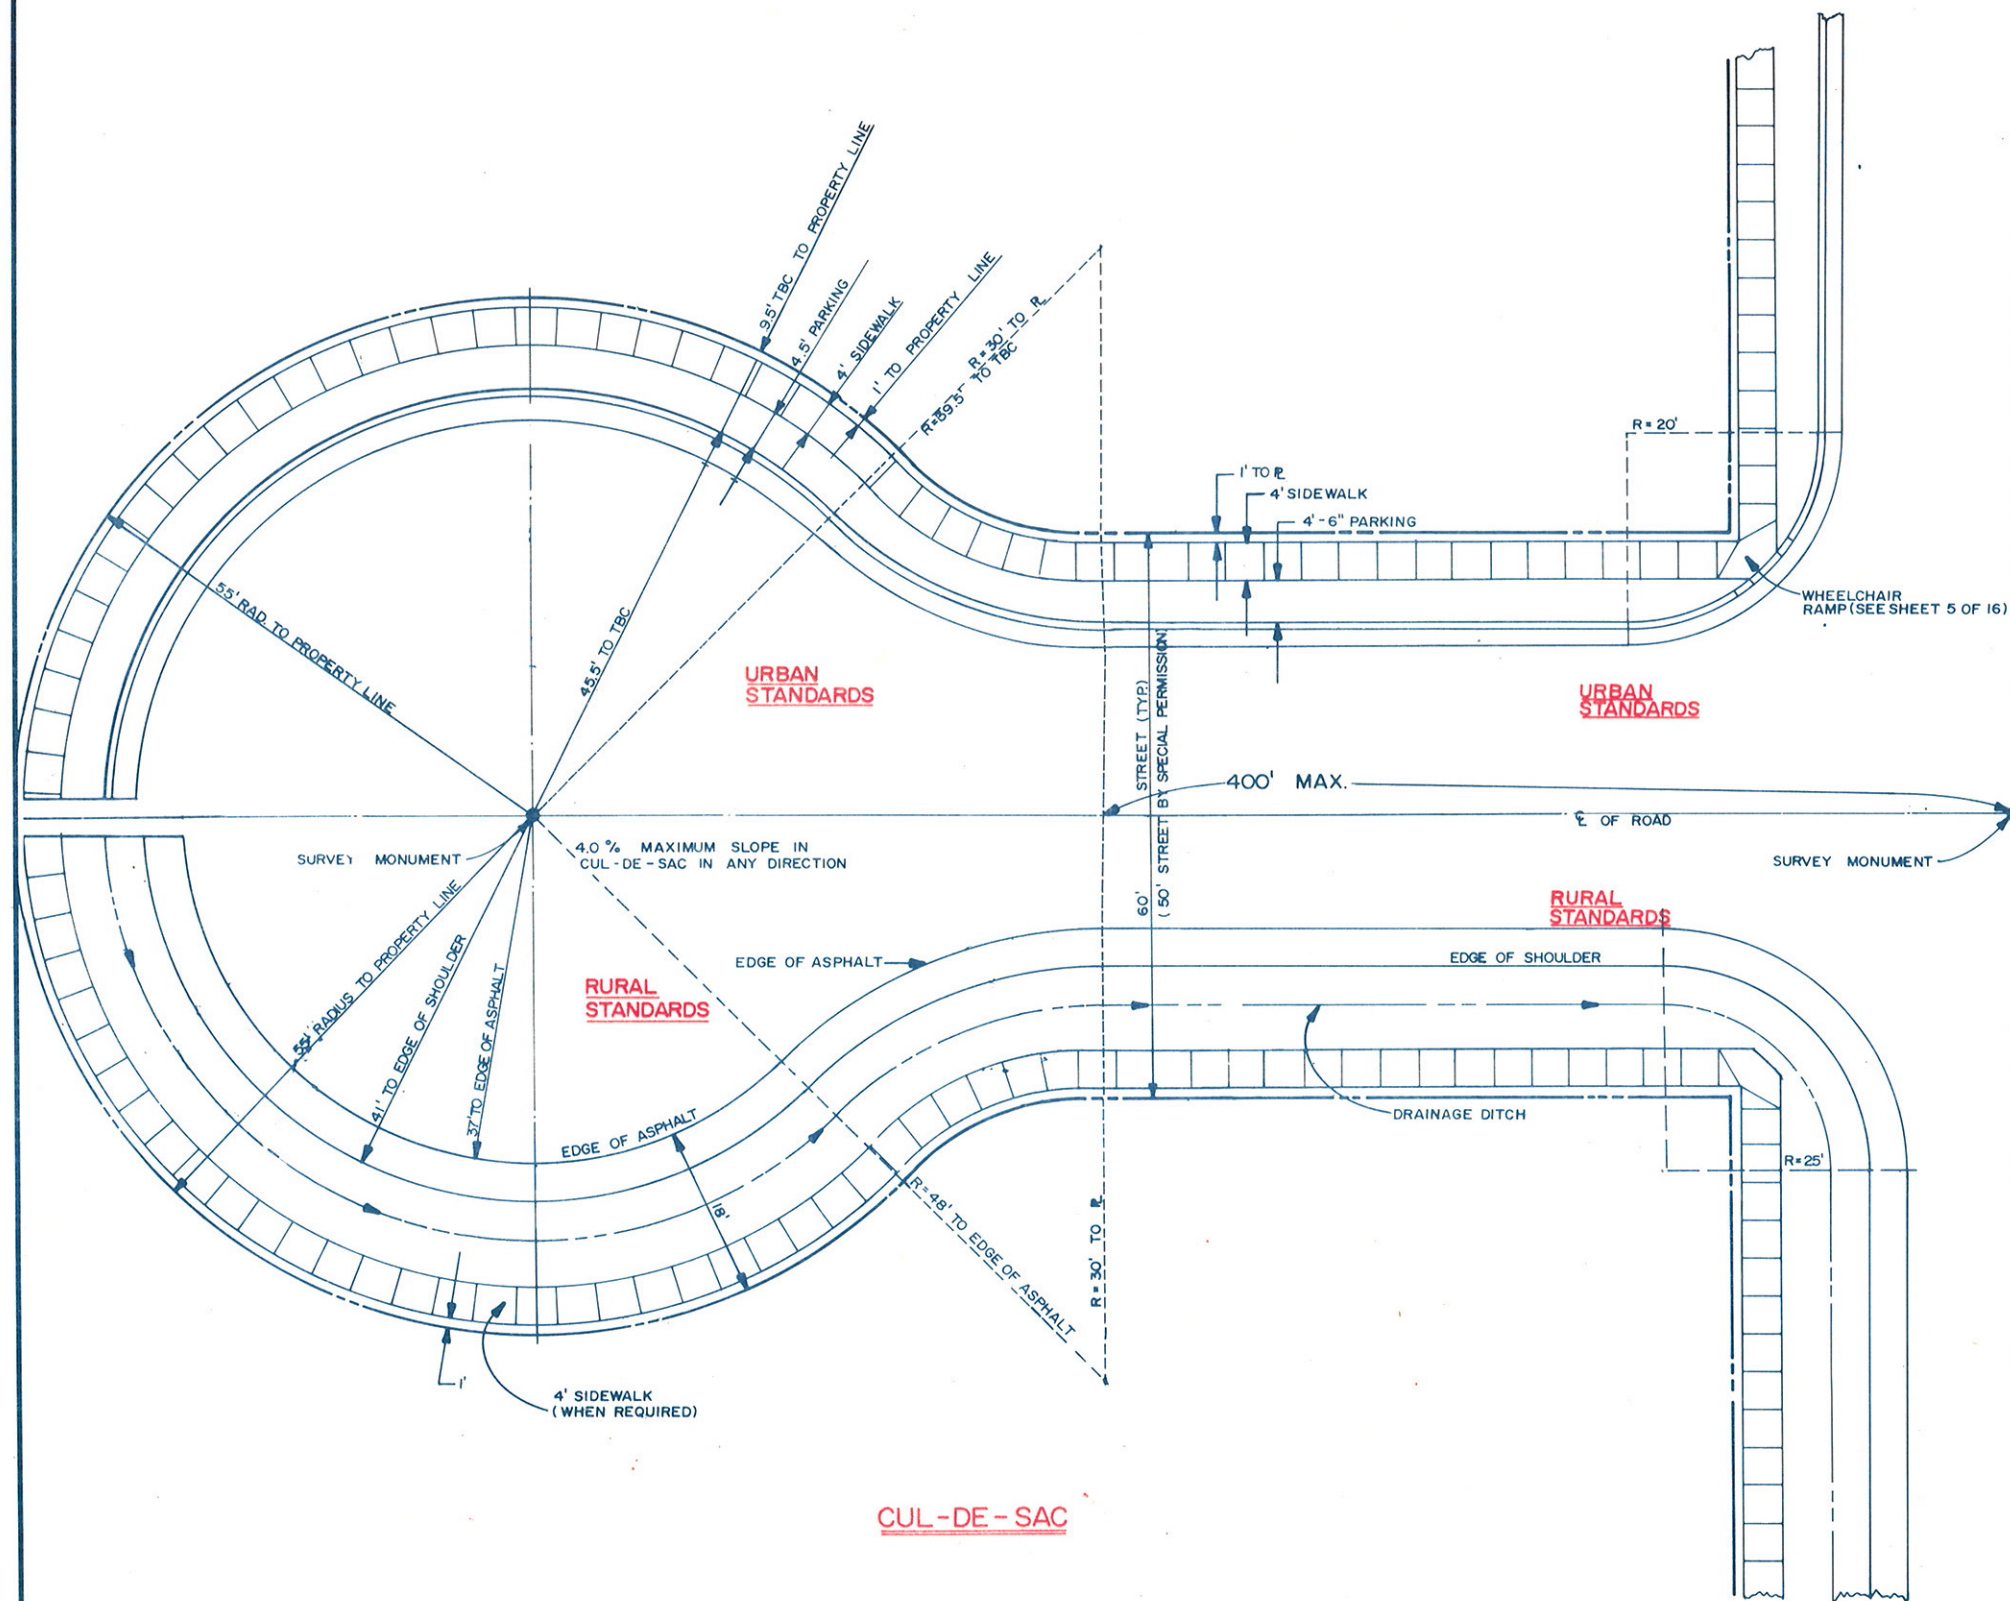 9.5' TBC TO PROPERTY LINE
4.5' PARKING
4' SIDEWALK
1' TO PROPERTY LINE
R=30' TO ⅊
R=39.5' TO TBC
R=20'
1' TO ⅊
4' SIDEWALK
4'-6" PARKING
WHEELCHAIR
RAMP (SEE SHEET 5 OF 16)
55' RAD. TO PROPERTY LINE
45.5' TO TBC
URBAN
STANDARDS
URBAN
STANDARDS
60' STREET (TYP.)
(50' STREET BY SPECIAL PERMISSION)
400' MAX.
℄ OF ROAD
SURVEY MONUMENT
4.0 % MAXIMUM SLOPE IN
CUL-DE-SAC IN ANY DIRECTION
SURVEY MONUMENT
RURAL
STANDARDS
55' RADIUS TO PROPERTY LINE
41' TO EDGE OF SHOULDER
37' TO EDGE OF ASPHALT
EDGE OF ASPHALT
EDGE OF SHOULDER
RURAL
STANDARDS
DRAINAGE DITCH
EDGE OF ASPHALT
18'
R=25'
R=48' TO EDGE OF ASPHALT
R=30' TO ⅊
1'
4' SIDEWALK
(WHEN REQUIRED)
CUL-DE-SAC